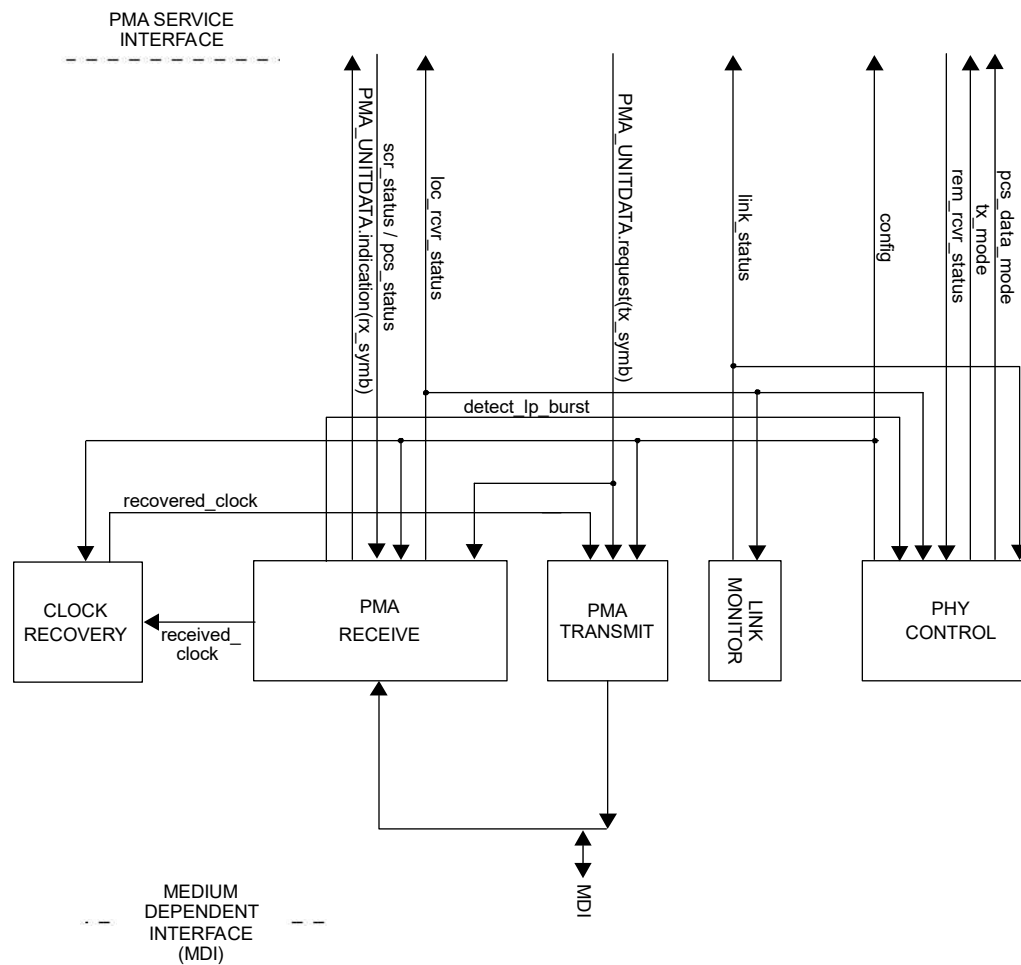 PMA SERVICE
INTERFACE
PMA_UNITDATA.indication(rx_symb)
scr_status / pcs_status
loc_rcvr_status
PMA_UNITDATA.request(tx_symb)
link_status
config
rem_rcvr_status
tx_mode
pcs_data_mode
detect_lp_burst
recovered_clock
CLOCK
RECOVERY
received_
clock
PMA
RECEIVE
PMA
TRANSMIT
LINK
MONITOR
PHY
CONTROL
MDI
MEDIUM
DEPENDENT
INTERFACE
(MDI)